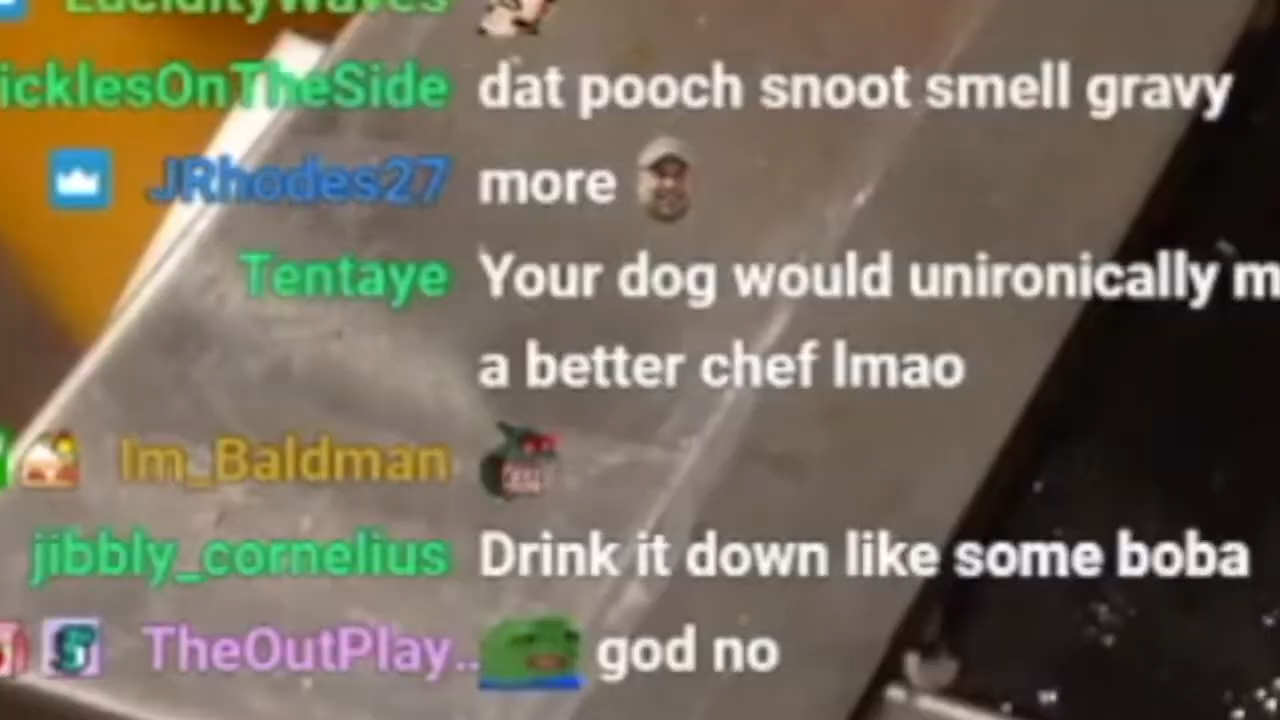 LucidityWaves
icklesOnTheSide dat pooch snoot smell gravy
JRhodes27 more
Tentaye Your dog would unironically m
a better chef lmao
Im_Baldman
jibbly_cornelius Drink it down like some boba
TheOutPlay.. god no